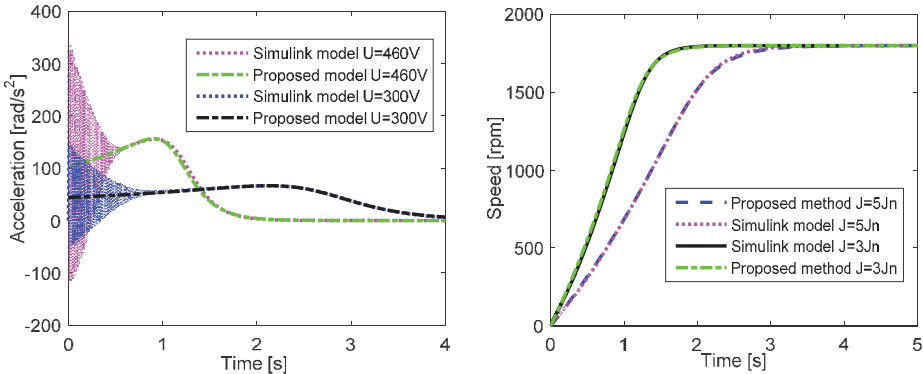 400
300
200
100
0
-100
-200
Acceleration [rad/s²]
Simulink model U=460V
Proposed model U=460V
Simulink model U=300V
Proposed model U=300V
0 1 2 3 4
Time [s]
2000
1500
1000
500
0
Speed [rpm]
Proposed method J=5Jn
Simulink model J=5Jn
Simulink model J=3Jn
Proposed method J=3Jn
0 1 2 3 4 5
Time [s]